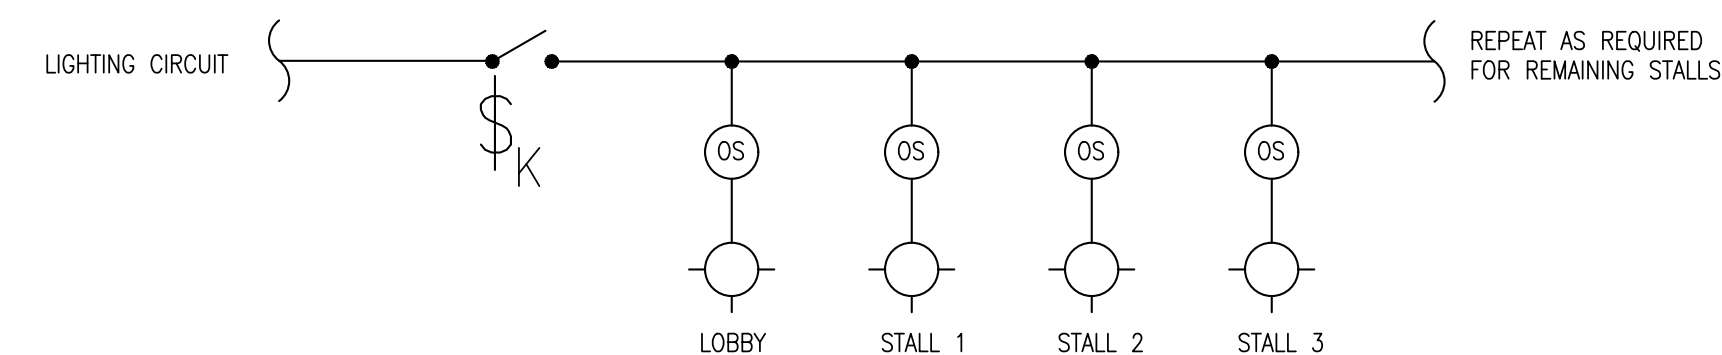 LIGHTING CIRCUIT
REPEAT AS REQUIRED
FOR REMAINING STALLS
$
K
OS OS OS OS
LOBBY STALL 1 STALL 2 STALL 3